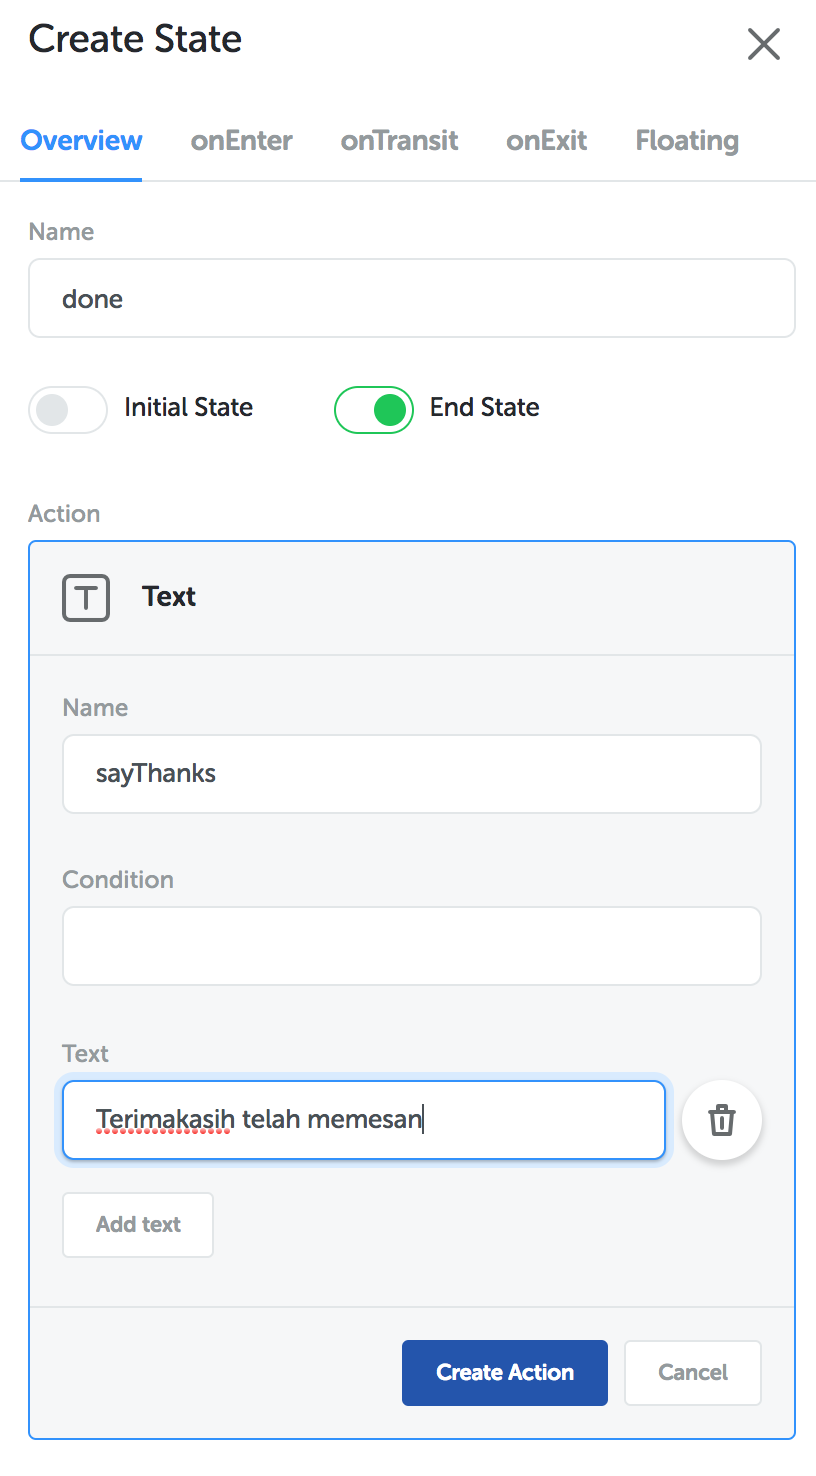 Create State
Overview onEnter onTransit onExit Floating
Name
done
Initial State End State
Action
T Text
Name
sayThanks
Condition
Text
Terimakasih telah memesan
Add text
Create Action Cancel